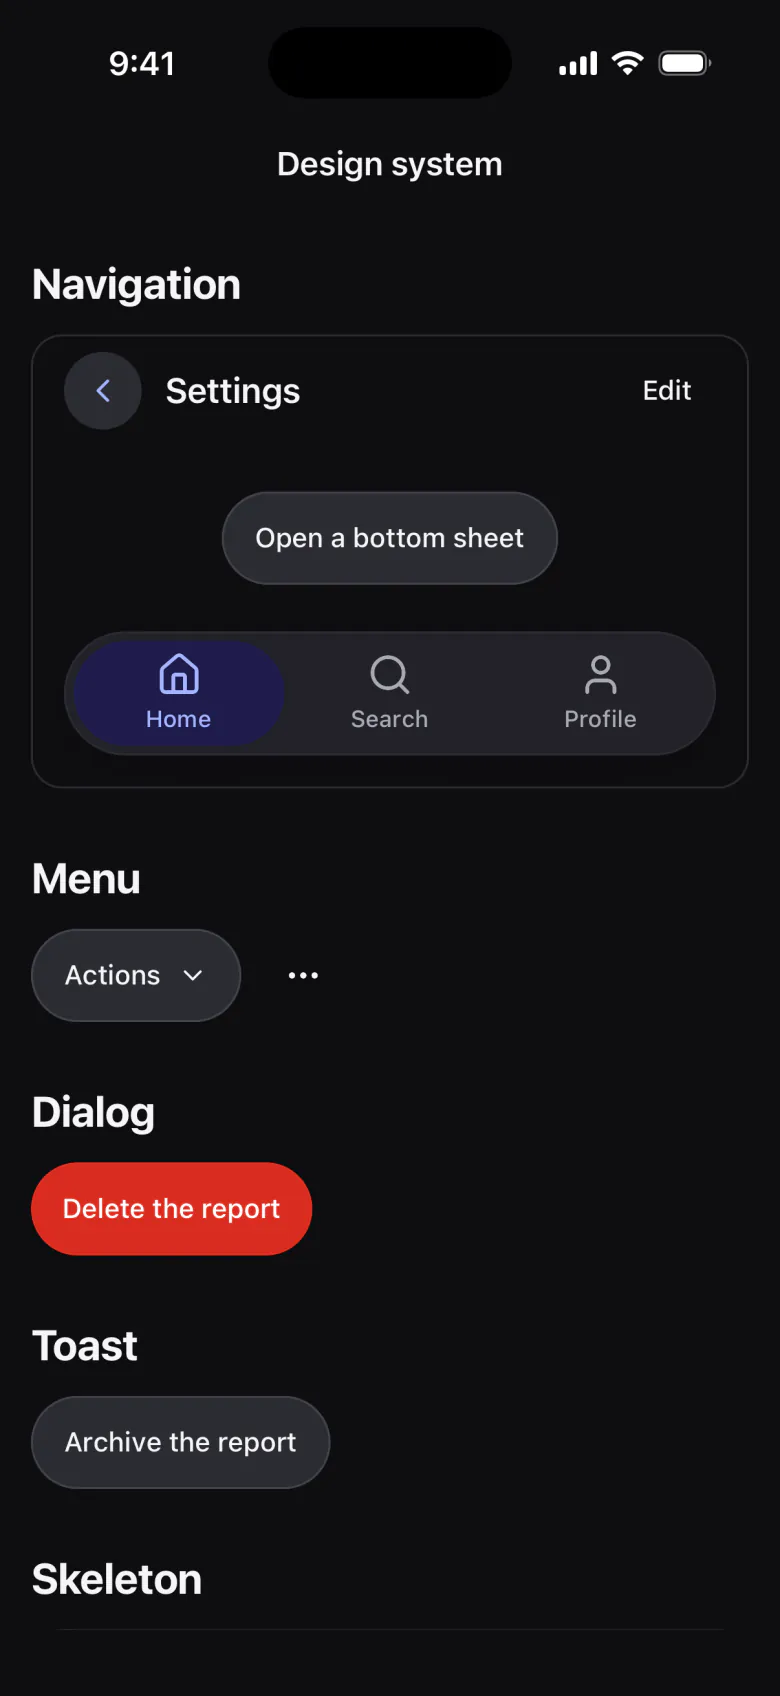 9:41
Design system
Navigation
Settings
Edit
Open a bottom sheet
Home
Search
Profile
Menu
Actions
Dialog
Delete the report
Toast
Archive the report
Skeleton